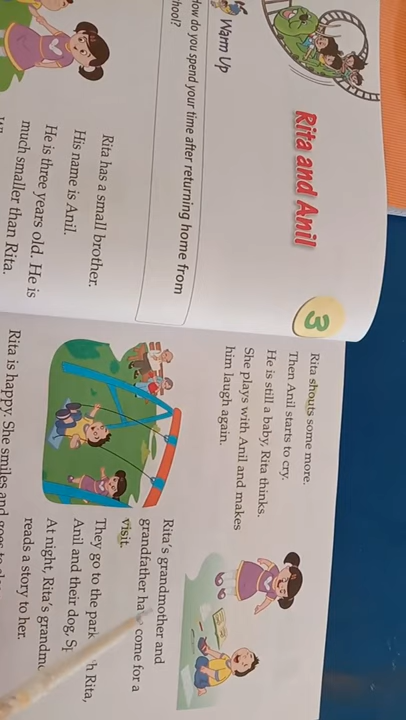 3
Rita and Anil
Warm Up
How do you spend your time after returning home from
Rita has a small brother.
His name is Anil.
He is three years old. He is
much smaller than Rita.
Rita shouts some more.
Then Anil starts to cry.
He is still a baby, Rita thinks.
She plays with Anil and makes
him laugh again.
Rita's grandmother and
grandfather come for a
visit.
They go to the park Rita,
Anil and their dog,
At night, Rita's
reads a story to her.
Rita is happy. She smiles and goes to